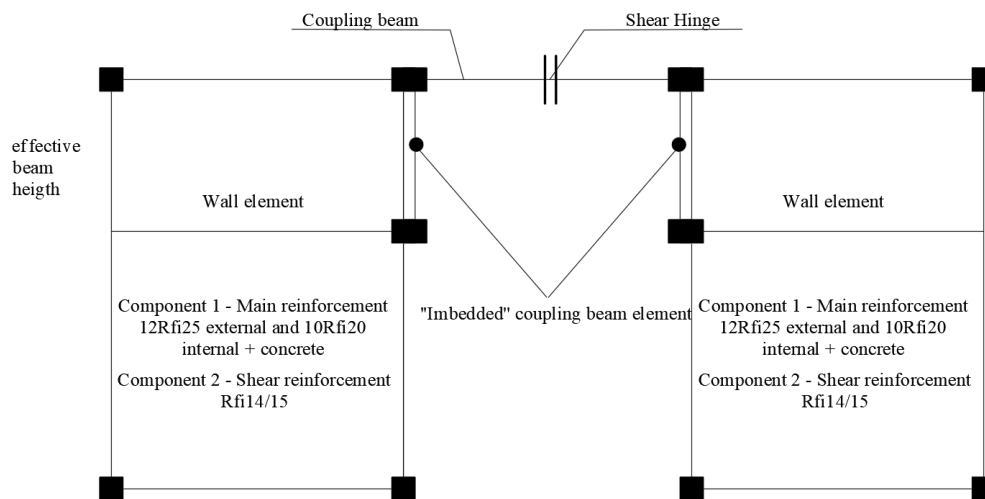 Coupling beam
Shear Hinge
effective
beam
heigth
Wall element
Wall element
Component 1 - Main reinforcement
12Rfi25 external and 10Rfi20
internal + concrete
Component 2 - Shear reinforcement
Rfi14/15
"Imbedded" coupling beam element
Component 1 - Main reinforcement
12Rfi25 external and 10Rfi20
internal + concrete
Component 2 - Shear reinforcement
Rfi14/15